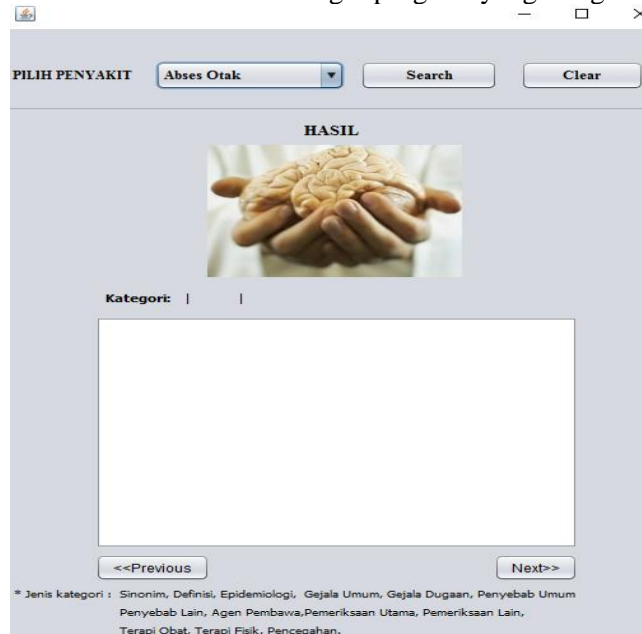 PILIH PENYAKIT Abses Otak Search Clear
HASIL
Kategori: | |
<<Previous Next>>
* Jenis kategori : Sinonim, Definisi, Epidemiologi, Gejala Umum, Gejala Dugaan, Penyebab Umum
Penyebab Lain, Agen Pembawa,Pemeriksaan Utama, Pemeriksaan Lain,
Terapi Obat, Terapi Fisik, Pencegahan.